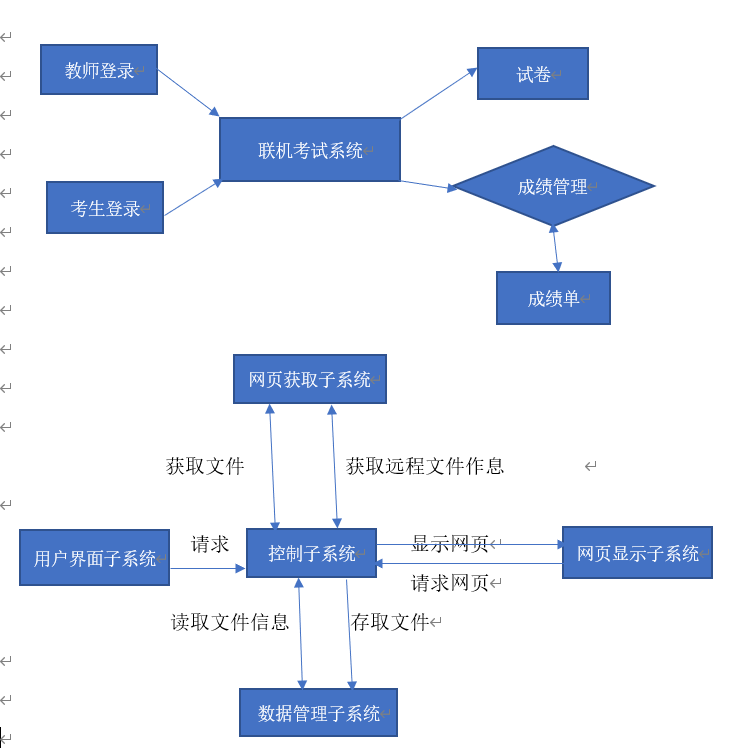 教师登录
试卷
联机考试系统
考生登录
成绩管理
成绩单
网页获取子系统
获取文件
获取远程文件作息
用户界面子系统
请求
控制子系统
显示网页
网页显示子系统
请求网页
读取文件信息
存取文件
数据管理子系统